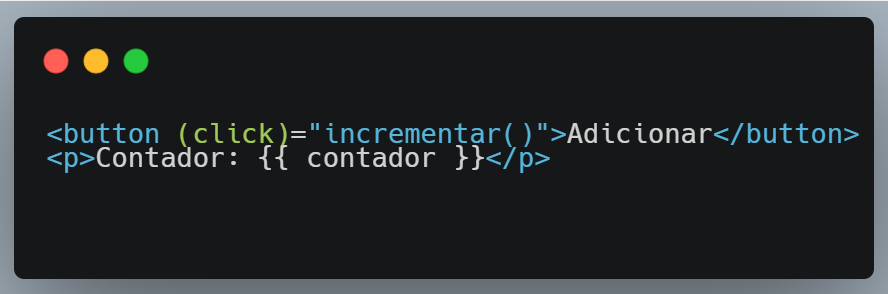 <button (click)="incrementar()">Adicionar</button>
<p>Contador: {{ contador }}</p>